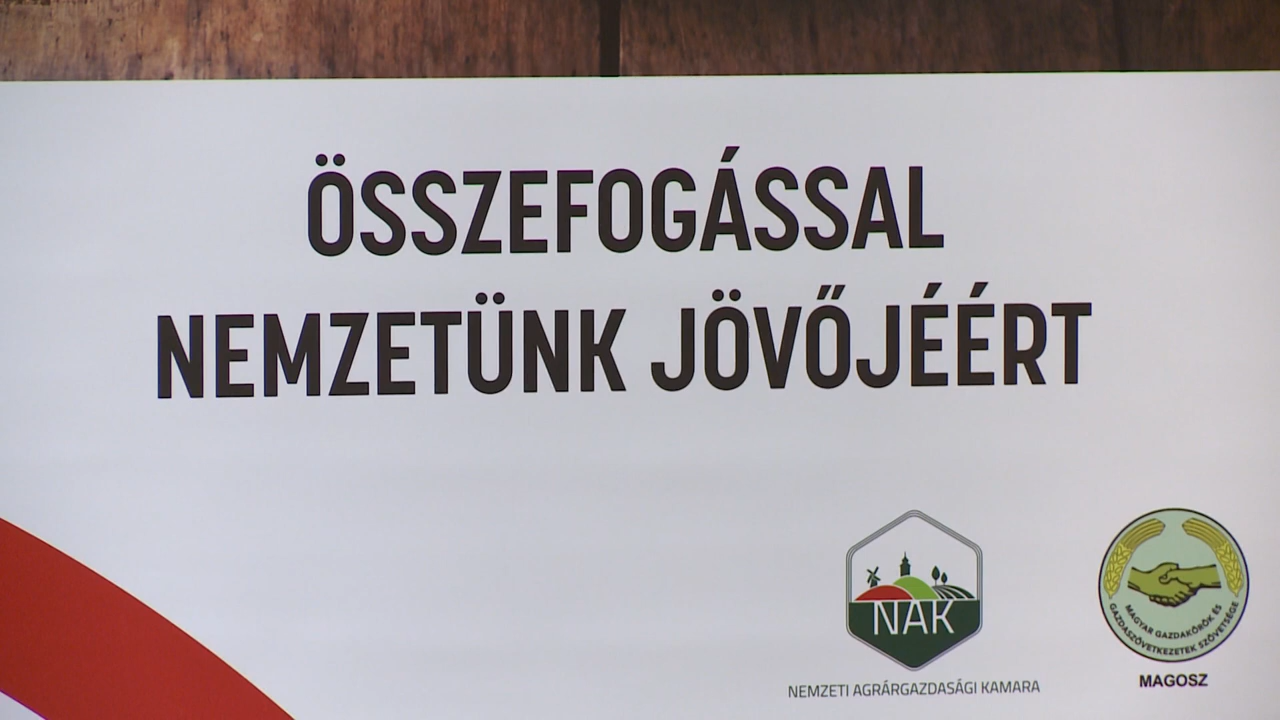 ÖSSZEFOGÁSSAL
NEMZETÜNK JÖVŐJÉÉRT
NAK
NEMZETI AGRÁRGAZDASÁGI KAMARA
MAGYAR GAZDAKÖRÖK ÉS
GAZDASZÖVETKEZETEK SZÖVETSÉGE
MAGOSZ